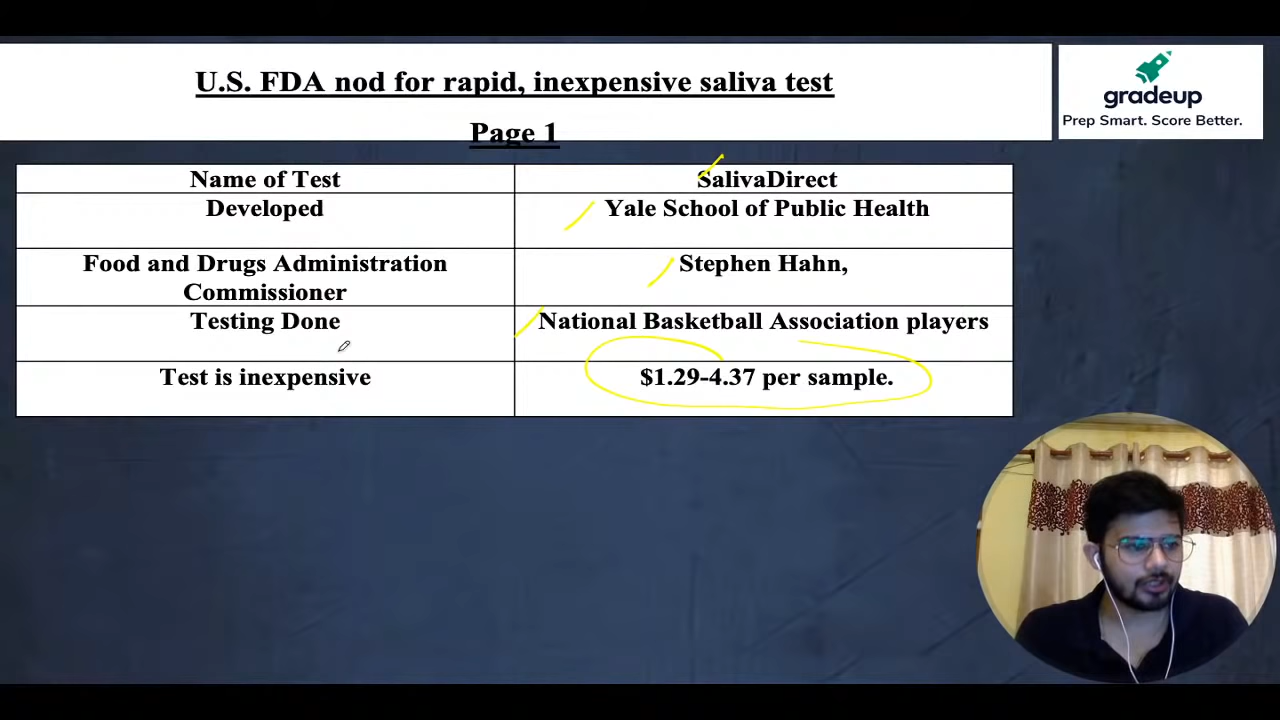 U.S. FDA nod for rapid, inexpensive saliva test
Page 1
gradeup
Prep Smart. Score Better.
Name of Test
SalivaDirect
Developed
Yale School of Public Health
Food and Drugs Administration
Commissioner
Stephen Hahn,
Testing Done
National Basketball Association players
Test is inexpensive
$1.29-4.37 per sample.